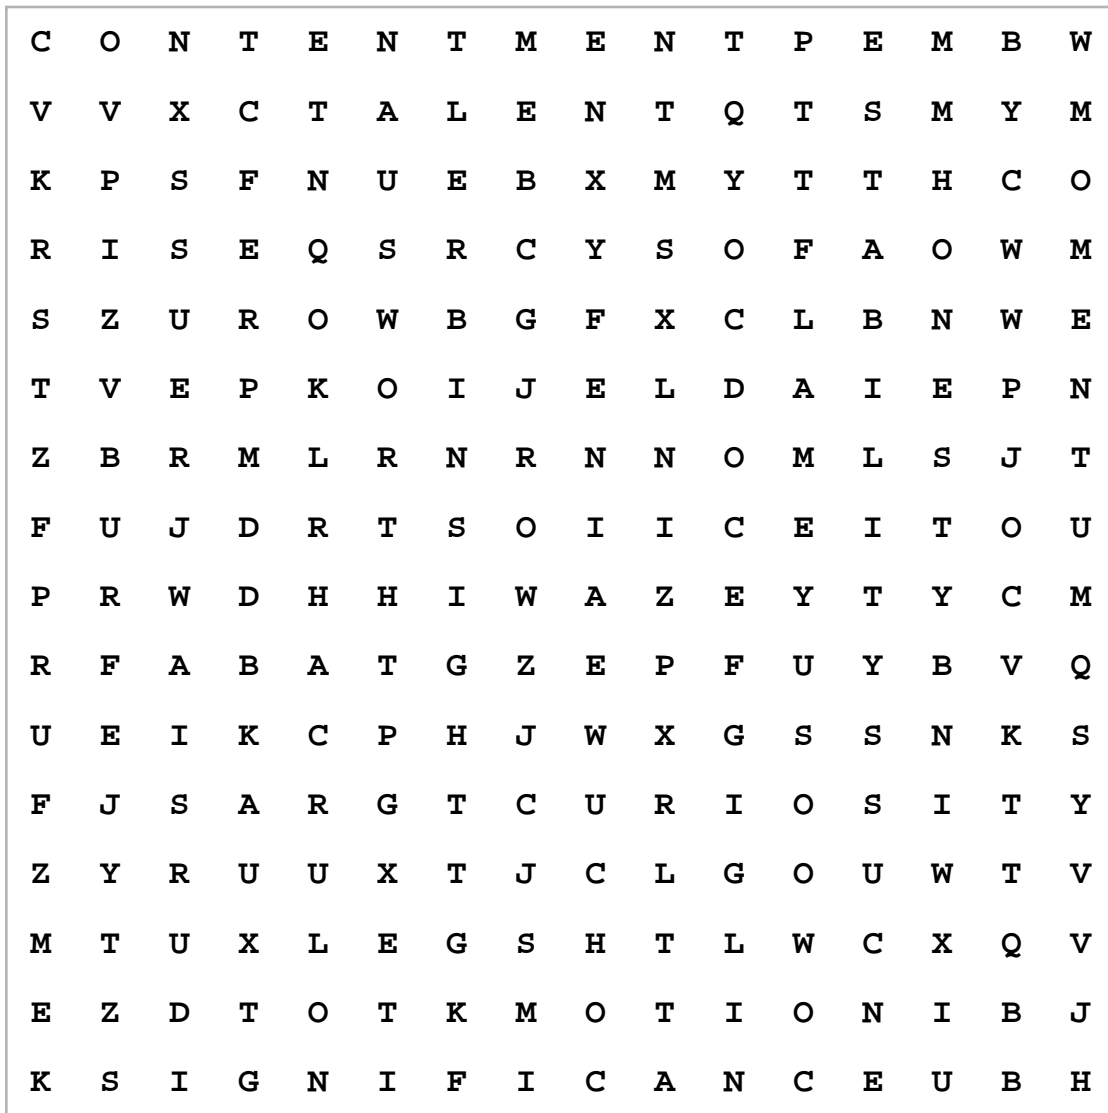 C O N T E N T M E N T P E M B W
V V X C T A L E N T Q T S M Y M
K P S F N U E B X M Y T T H C O
R I S E Q S R C Y S O F A O W M
S Z U R O W B G F X C L B N W E
T V E P K O I J E L D A I E P N
Z B R M L R N R N N O M L S J T
F U J D R T S O I I C E I T O U
P R W D H H I W A Z E Y T Y C M
R F A B A T G Z E P F U Y B V Q
U E I K C P H J W X G S S N K S
F J S A R G T C U R I O S I T Y
Z Y R U U X T J C L G O U W T V
M T U X L E G S H T L W C X Q V
E Z D T O T K M O T I O N I B J
K S I G N I F I C A N C E U B H